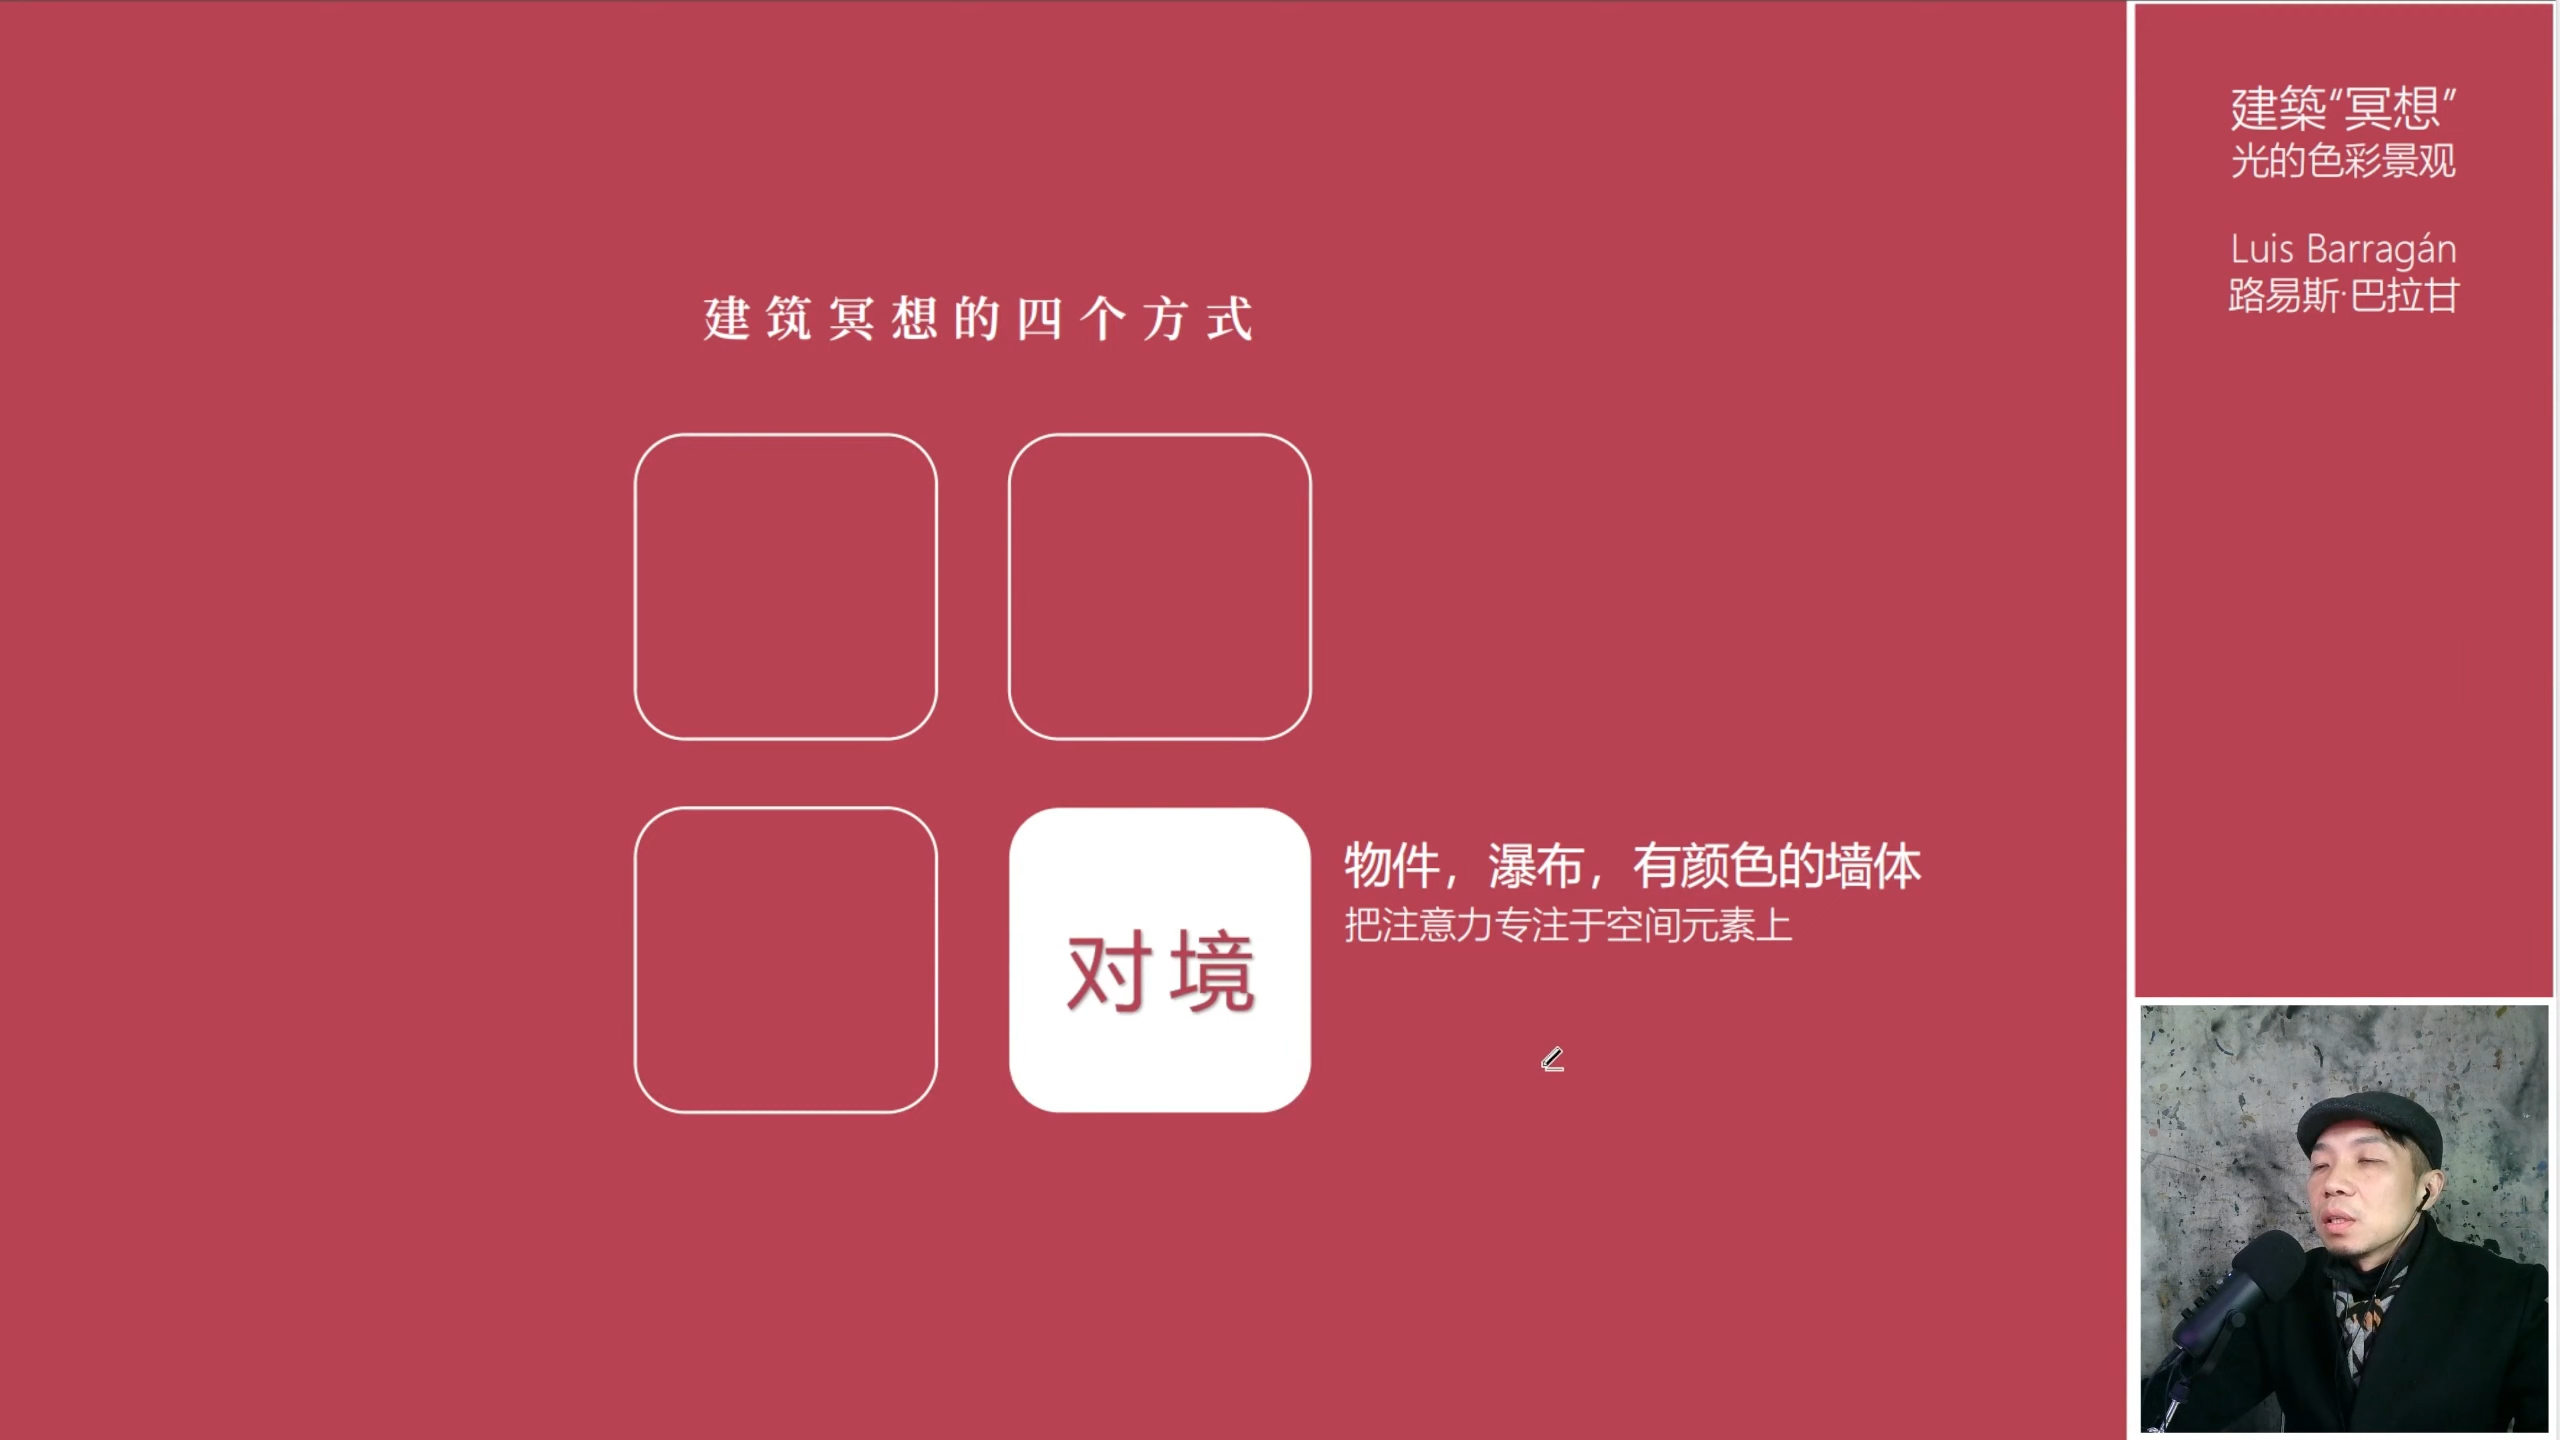 建筑冥想的四个方式
对境
物件，瀑布，有颜色的墙体
把注意力专注于空间元素上
建築“冥想”
光的色彩景观
Luis Barragán
路易斯·巴拉甘